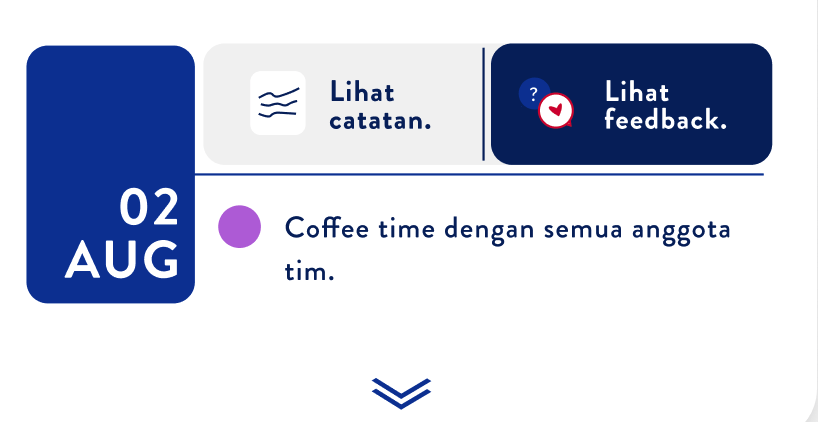 02
AUG
Lihat
catatan.
?
Lihat
feedback.
Coffee time dengan semua anggota
tim.